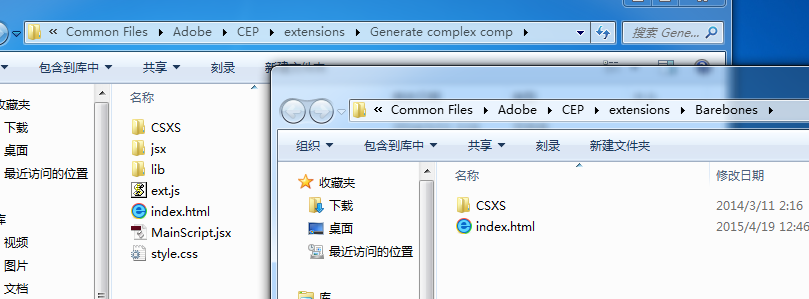 « Common Files ▸ Adobe ▸ CEP ▸ extensions ▸ Generate complex comp ▸
搜索 Gene...
包含到库中 ▼ 共享 ▼ 刻录
收藏夹
下载
桌面
最近访问的位置
库
视频
图片
文档
名称
CSXS
jsx
lib
ext.js
index.html
MainScript.jsx
style.css
« Common Files ▸ Adobe ▸ CEP ▸ extensions ▸ Barebones ▸
组织 ▼ 包含到库中 ▼ 共享 ▼ 刻录 新建文件夹
收藏夹
下载
桌面
最近访问的位置
库
名称 修改日期
CSXS 2014/3/11 2:16
index.html 2015/4/19 12:46